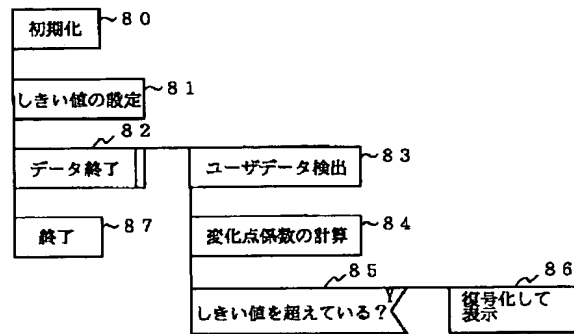 初期化
80
しきい値の設定
81
82
データ終了
ユーザデータ検出
83
終了
87
変化点係数の計算
84
85
しきい値を超えている?
Y
86
復号化して
表示